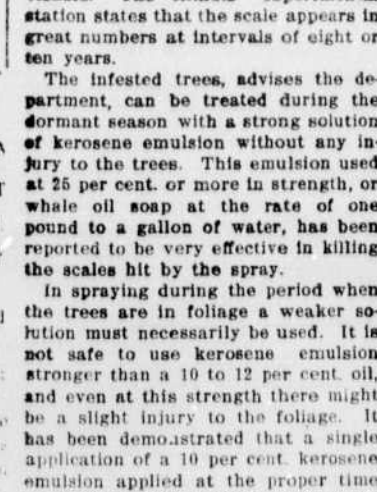 station states that the scale appears in
great numbers at intervals of eight or
ten years.
The infested trees, advises the de-
partment, can be treated during the
dormant season with a strong solution
of kerosene emulsion without any in-
jury to the trees. This emulsion used
at 25 per cent. or more in strength, or
whale oil soap at the rate of one
pound to a gallon of water, has been
reported to be very effective in killing
the scales hit by the spray.
In spraying during the period when
the trees are in foliage a weaker so-
lution must necessarily be used. It is
not safe to use kerosene emulsion
stronger than a 10 to 12 per cent. oil,
and even at this strength there might
be a slight injury to the foliage. It
has been demonstrated that a single
application of a 10 per cent. kerosene
emulsion applied at the proper time